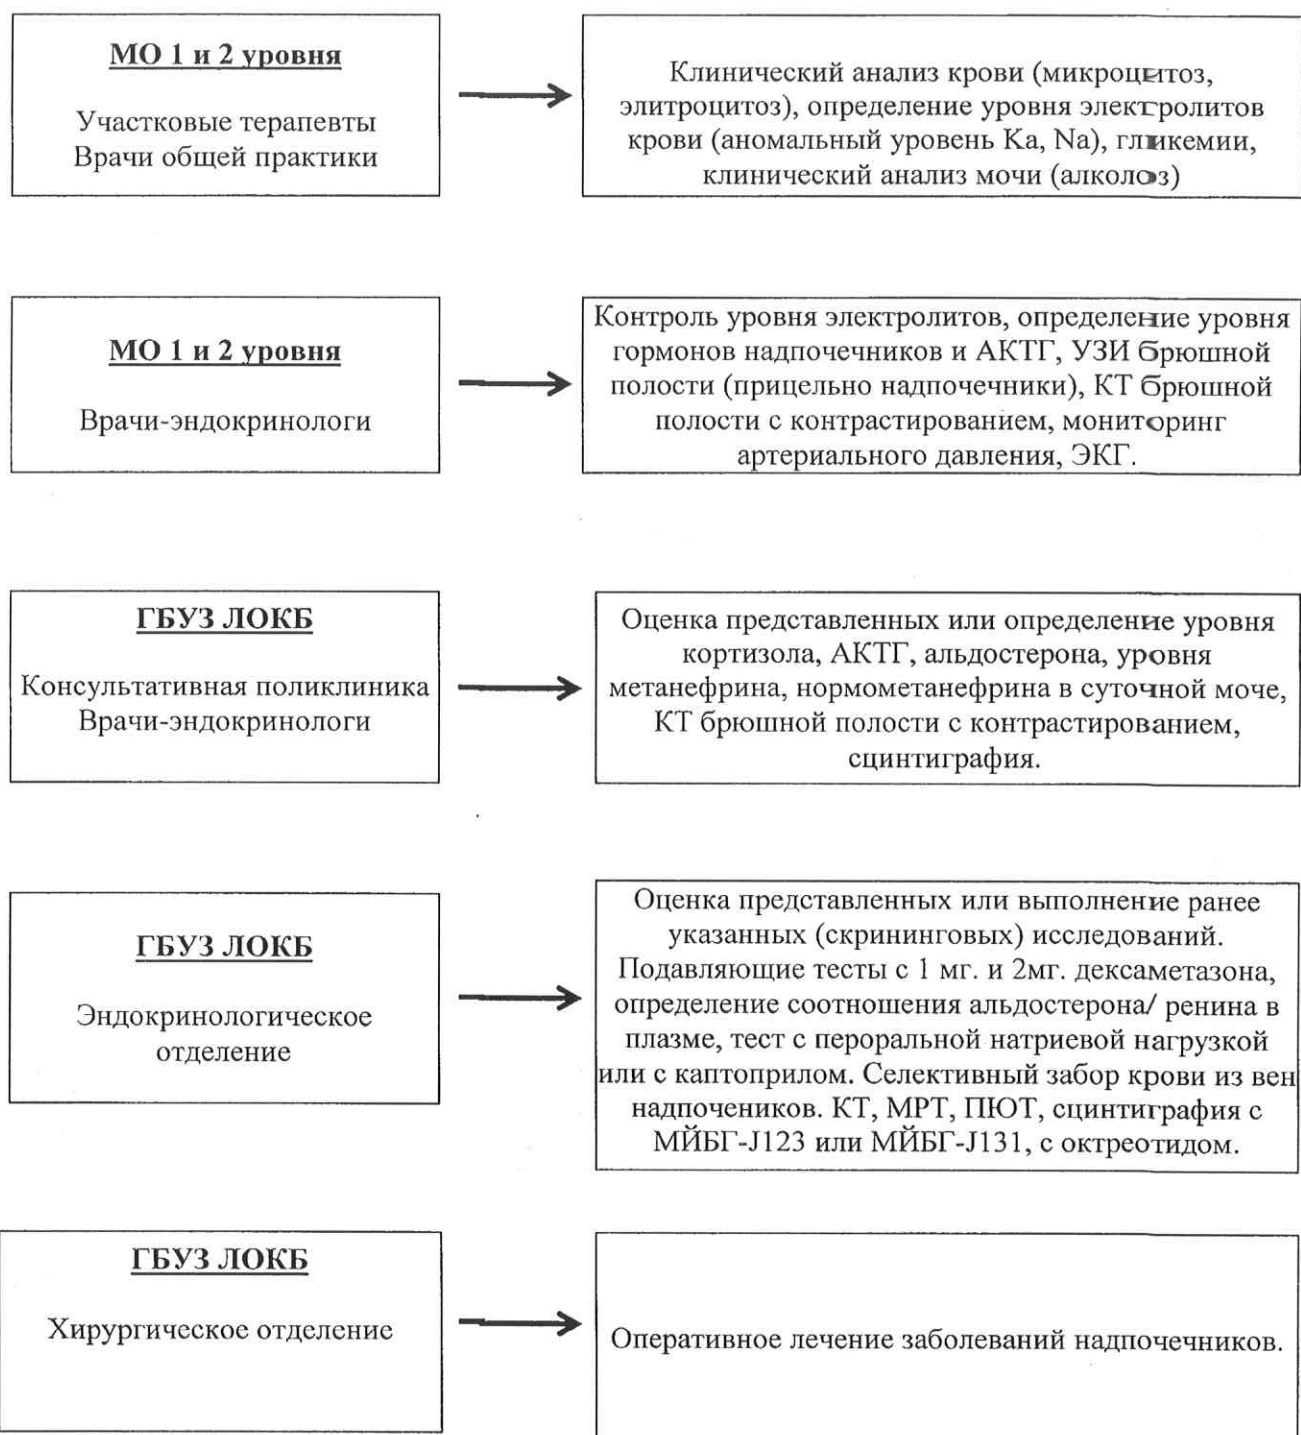 МО 1 и 2 уровня
Участковые терапевты
Врачи общей практики
Клинический анализ крови (микроцитоз,
элитроцитоз), определение уровня электролитов
крови (аномальный уровень Ka, Na), гликемии,
клинический анализ мочи (алколоз)
МО 1 и 2 уровня
Врачи-эндокринологи
Контроль уровня электролитов, определение уровня
гормонов надпочечников и АКТГ, УЗИ брюшной
полости (прицельно надпочечники), КТ брюшной
полости с контрастированием, мониторинг
артериального давления, ЭКГ.
ГБУЗ ЛОКБ
Консультативная поликлиника
Врачи-эндокринологи
Оценка представленных или определение уровня
кортизола, АКТГ, альдостерона, уровня
метанефрина, нормометанефрина в суточной моче,
КТ брюшной полости с контрастированием,
сцинтиграфия.
ГБУЗ ЛОКБ
Эндокринологическое
отделение
Оценка представленных или выполнение ранее
указанных (скрининговых) исследований.
Подавляющие тесты с 1 мг. и 2мг. дексаметазона,
определение соотношения альдостерона/ ренина в
плазме, тест с пероральной натриевой нагрузкой
или с каптоприлом. Селективный забор крови из вен
надпочеников. КТ, МРТ, ПЮТ, сцинтиграфия с
МЙБГ-J123 или МЙБГ-J131, с октреотидом.
ГБУЗ ЛОКБ
Хирургическое отделение
Оперативное лечение заболеваний надпочечников.